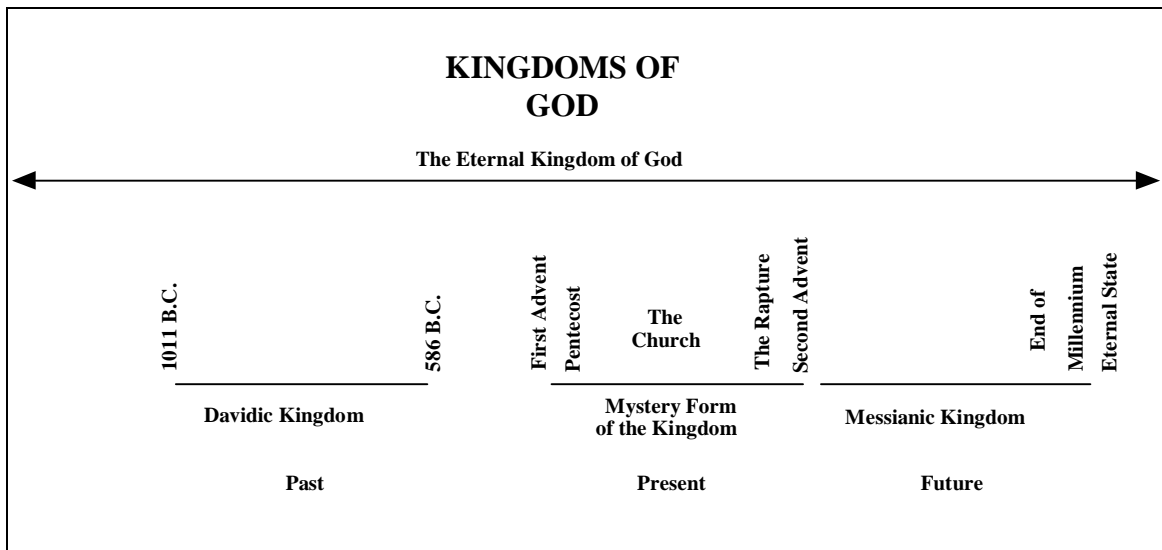 KINGDOMS OF
GOD
The Eternal Kingdom of God
1011 B.C.
586 B.C.
First Advent
Pentecost
The
Church
The Rapture
Second Advent
End of
Millennium
Eternal State
Davidic Kingdom
Mystery Form
of the Kingdom
Messianic Kingdom
Past
Present
Future